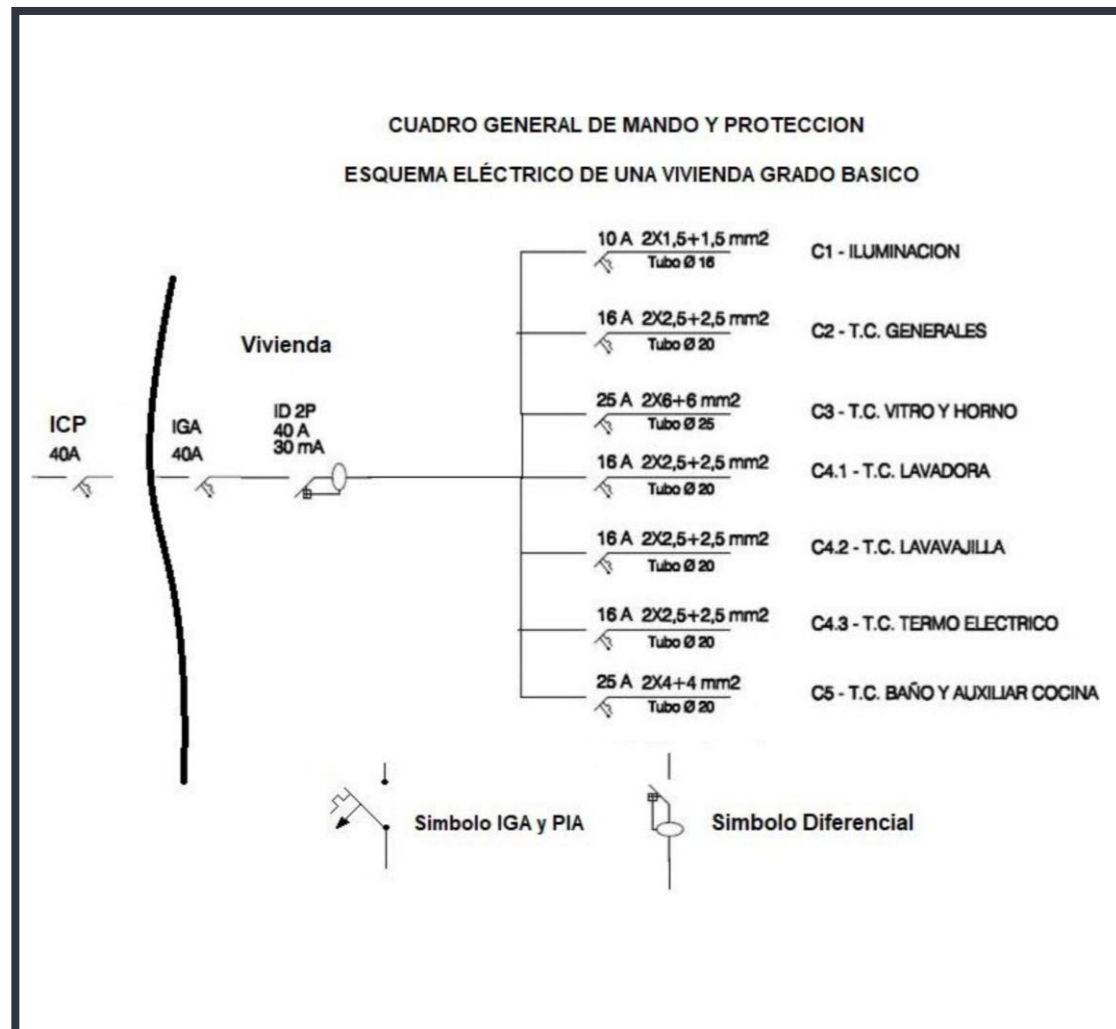 CUADRO GENERAL DE MANDO Y PROTECCION
ESQUEMA ELÉCTRICO DE UNA VIVIENDA GRADO BASICO
10 A 2X1,5+1,5 mm2
Tubo Ø 16
C1 - ILUMINACION
16 A 2X2,5+2,5 mm2
Tubo Ø 20
C2 - T.C. GENERALES
Vivienda
25 A 2X6+6 mm2
Tubo Ø 25
C3 - T.C. VITRO Y HORNO
ICP
40A
IGA
40A
ID 2P
40 A
30 mA
16 A 2X2,5+2,5 mm2
Tubo Ø 20
C4.1 - T.C. LAVADORA
16 A 2X2,5+2,5 mm2
Tubo Ø 20
C4.2 - T.C. LAVAVAJILLA
16 A 2X2,5+2,5 mm2
Tubo Ø 20
C4.3 - T.C. TERMO ELECTRICO
25 A 2X4+4 mm2
Tubo Ø 20
C5 - T.C. BAÑO Y AUXILIAR COCINA
Simbolo IGA y PIA
Simbolo Diferencial